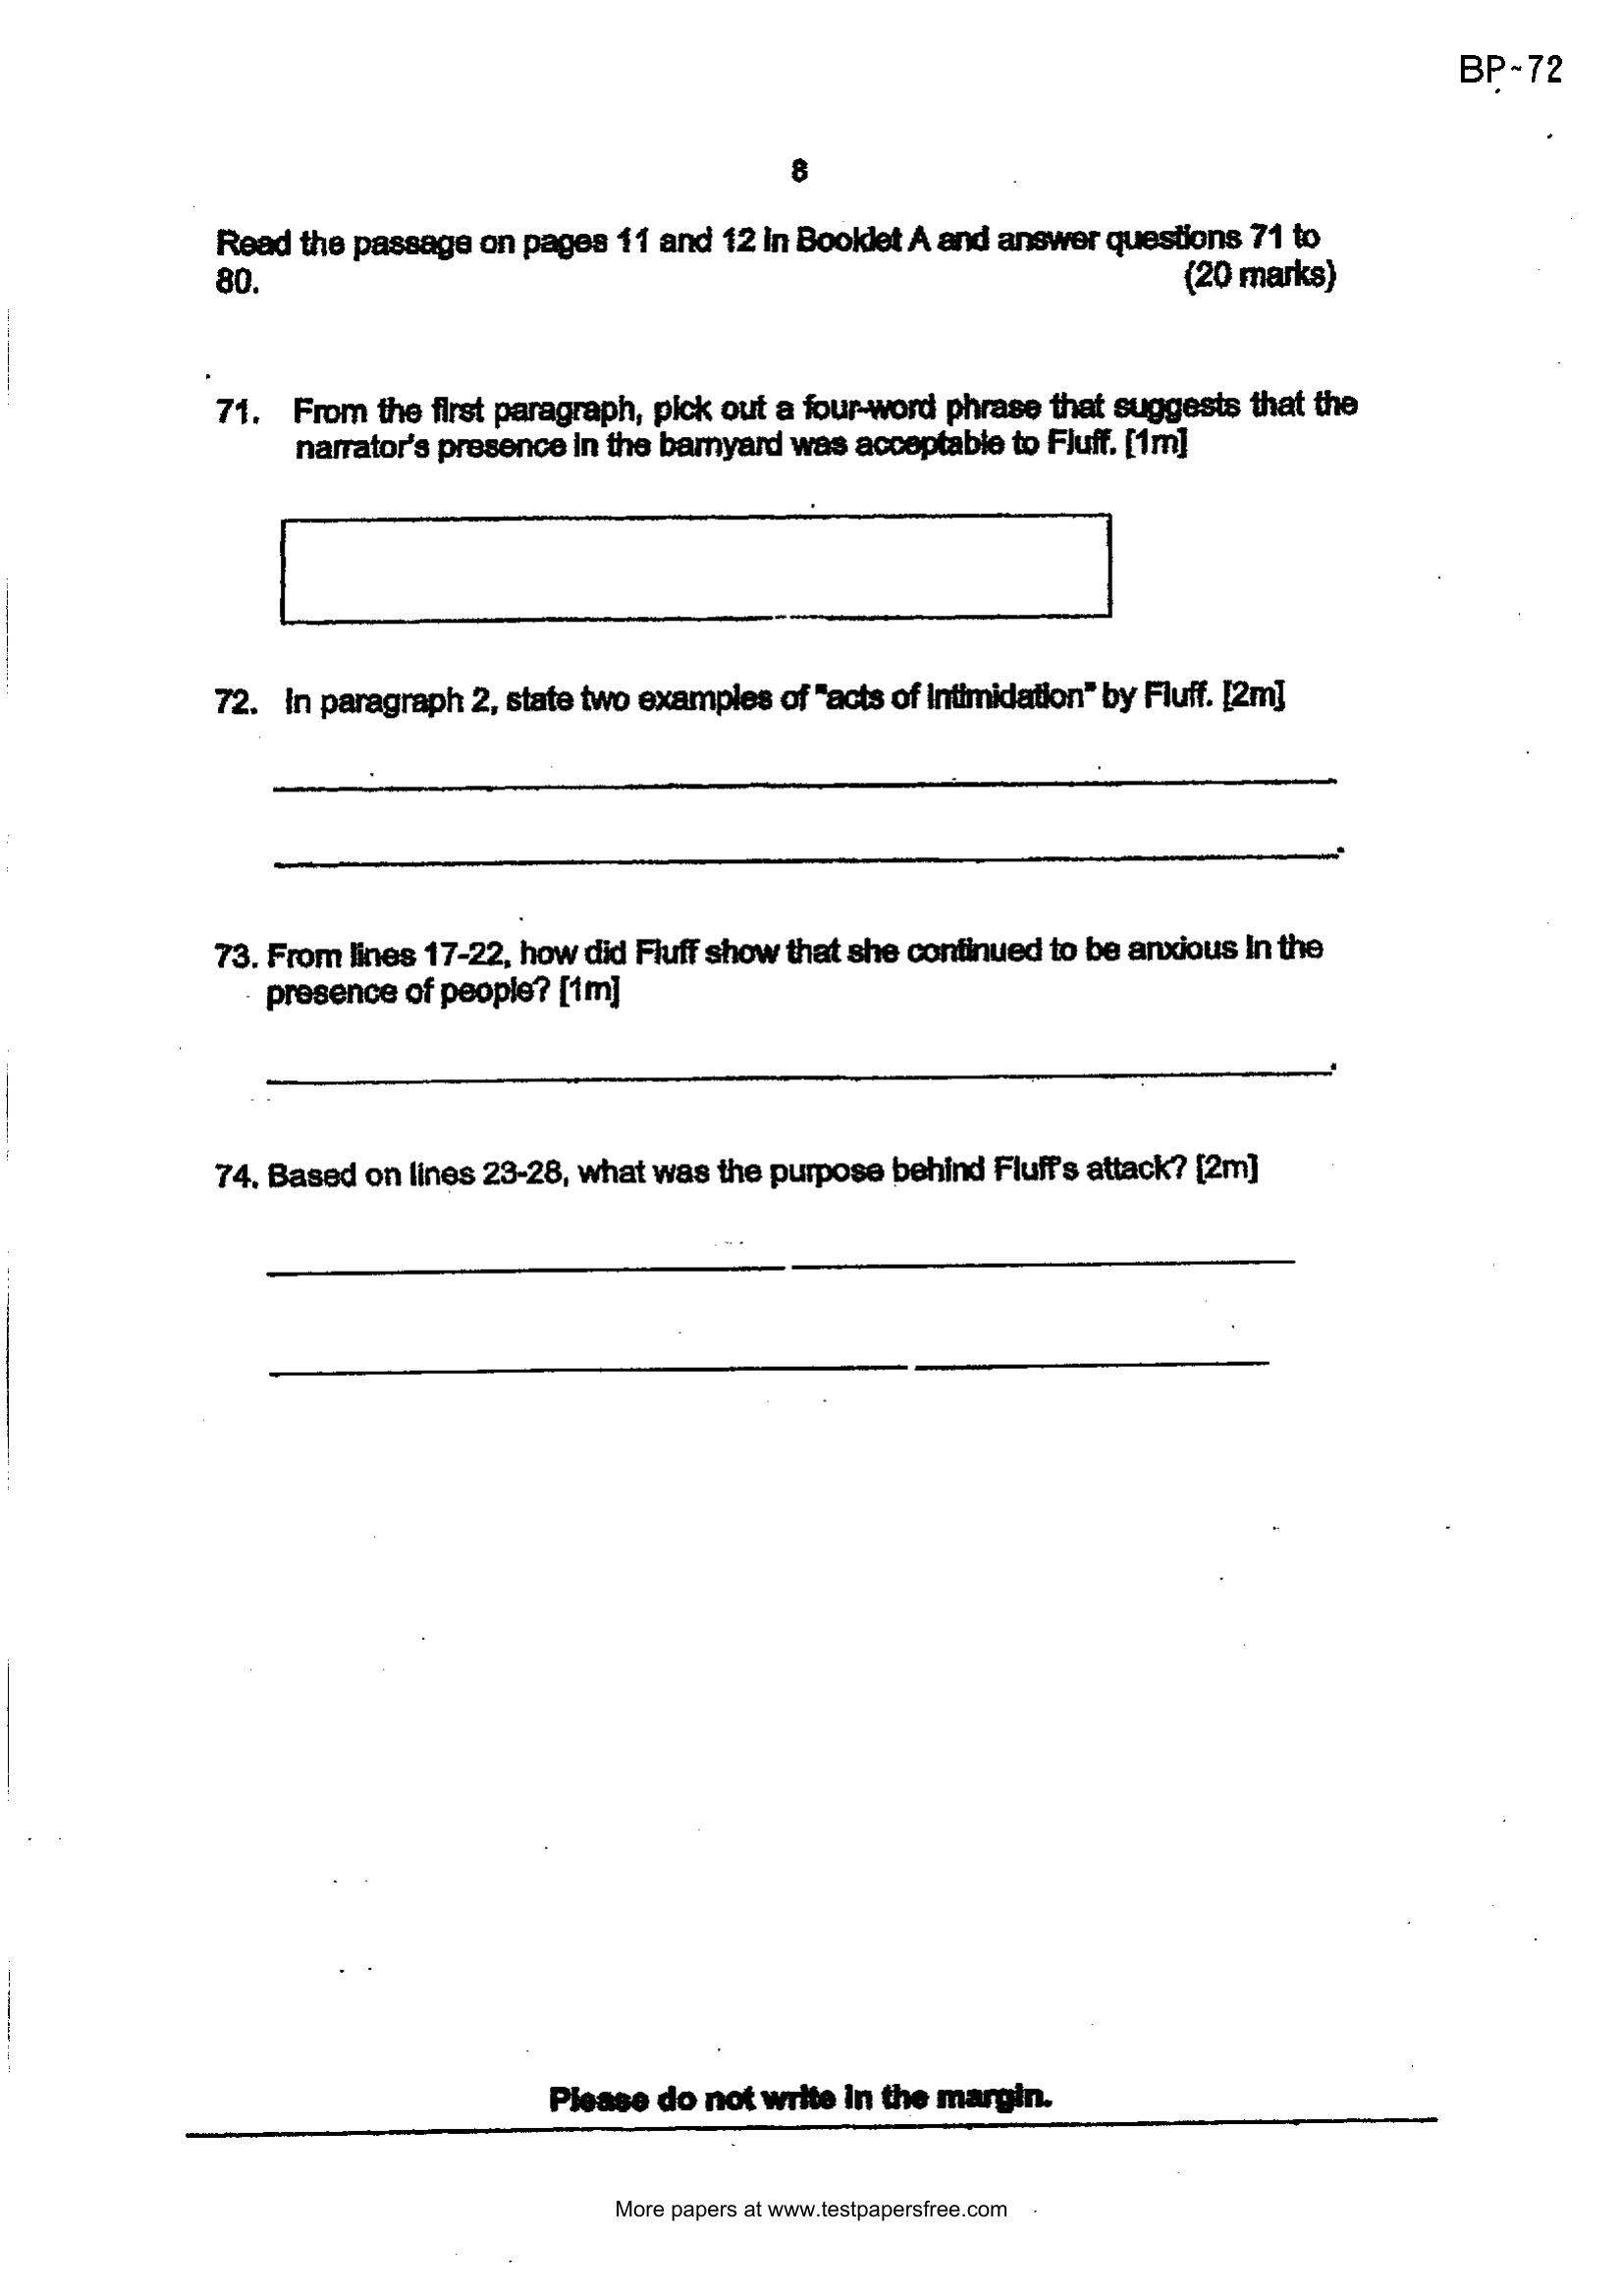 BP-72
8
Read the passage on pages 11 and 12 in Booklet A and answer questions 71 to
80. (20 marks)
71. From the first paragraph, pick out a four-word phrase that suggests that the
narrator's presence in the barnyard was acceptable to Fluff. [1m]
72. In paragraph 2, state two examples of "acts of intimidation" by Fluff. [2m]
73. From lines 17-22, how did Fluff show that she continued to be anxious in the
presence of people? [1m]
74. Based on lines 23-28, what was the purpose behind Fluff's attack? [2m]
Please do not write in the margin.
More papers at www.testpapersfree.com